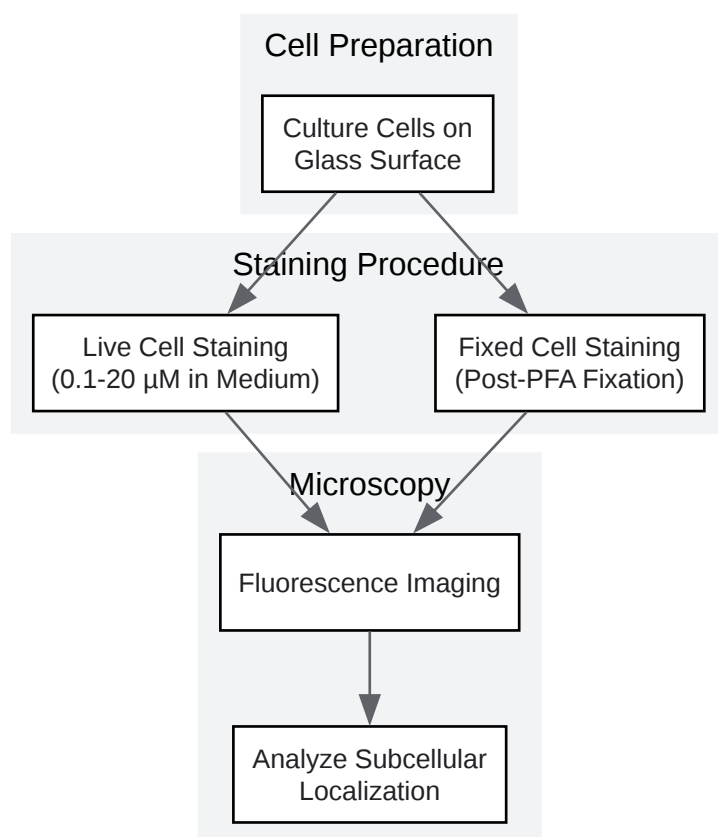 Cell Preparation
Culture Cells on
Glass Surface
Staining Procedure
Live Cell Staining
(0.1-20 µM in Medium)
Fixed Cell Staining
(Post-PFA Fixation)
Microscopy
Fluorescence Imaging
Analyze Subcellular
Localization